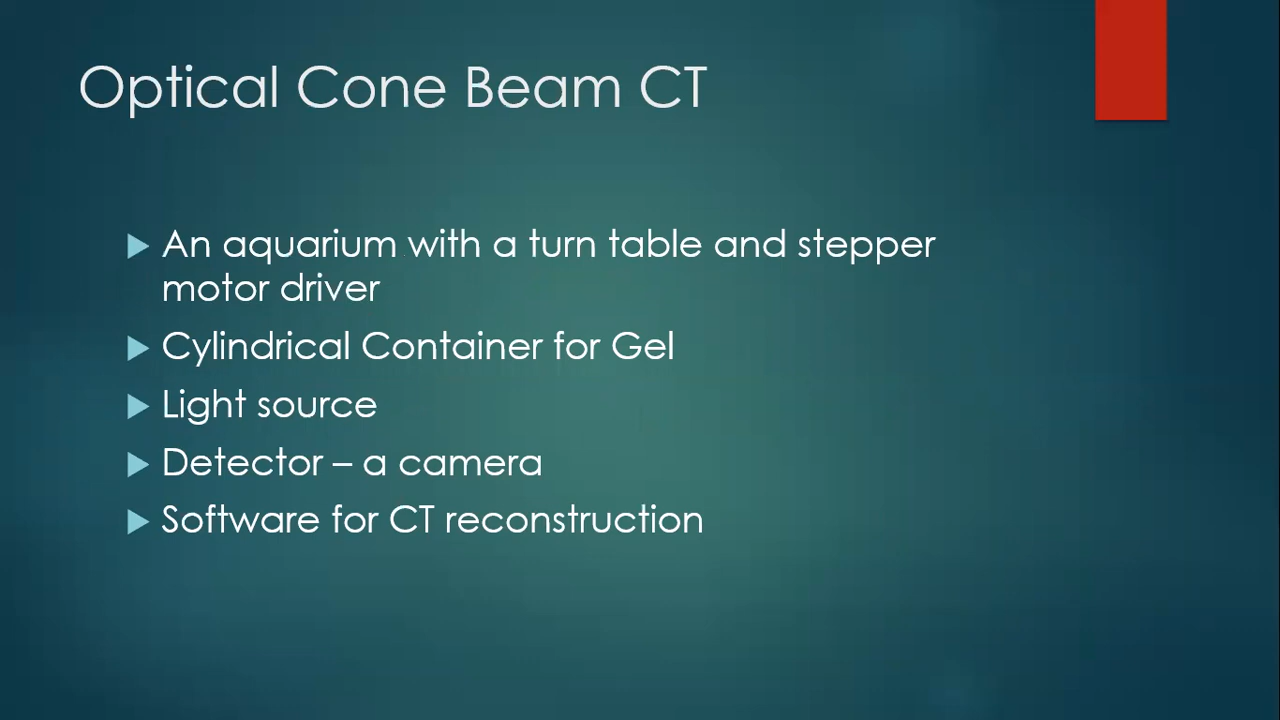 Optical Cone Beam CT
An aquarium with a turn table and stepper
motor driver
Cylindrical Container for Gel
Light source
Detector – a camera
Software for CT reconstruction